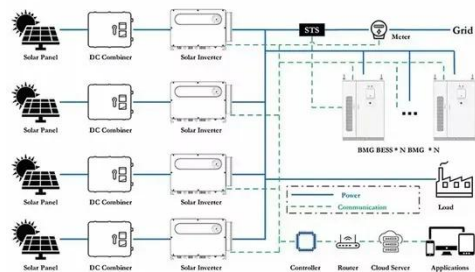 STS
Meter
Grid
Solar Panel
DC Combiner
Solar Inverter
Solar Panel
DC Combiner
Solar Inverter
BMG BESS * N BMG * N
Solar Panel
DC Combiner
Solar Inverter
Power
Communication
Load
Solar Panel
DC Combiner
Solar Inverter
Controller
Router
Cloud Server
Application